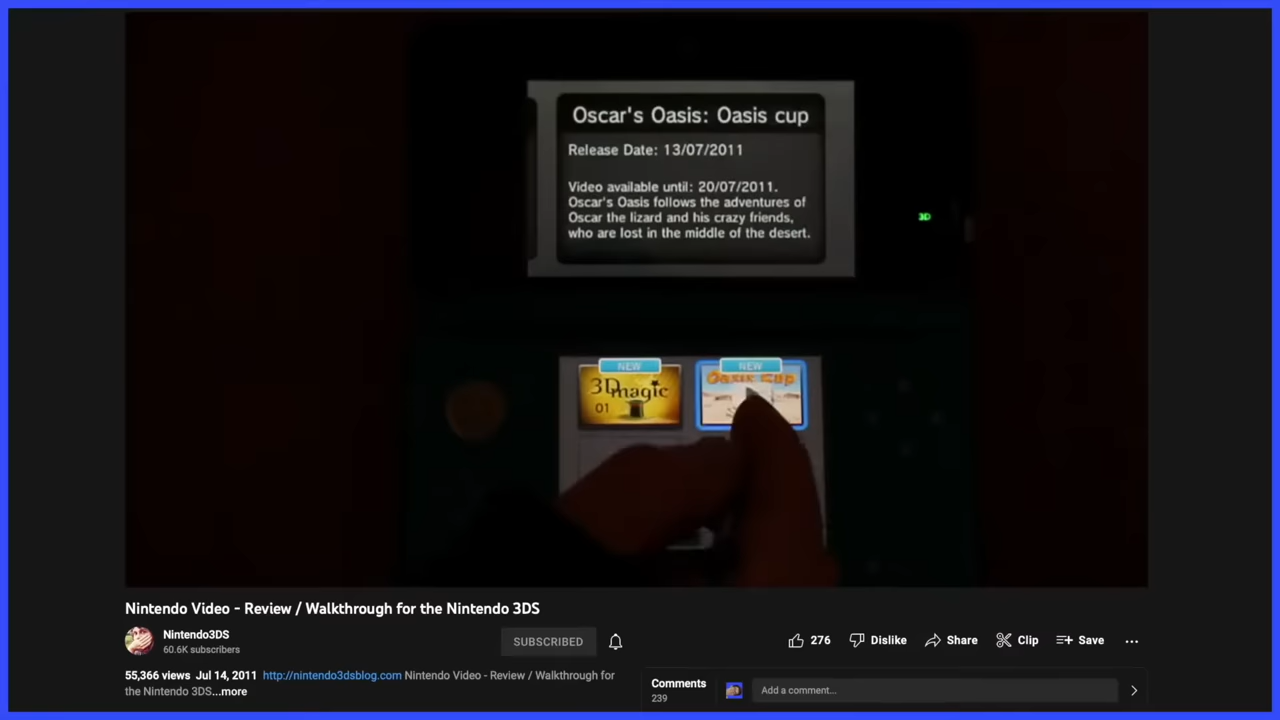 Oscar's Oasis: Oasis cup
Release Date: 13/07/2011
Video available until: 20/07/2011.
Oscar's Oasis follows the adventures of
Oscar the lizard and his crazy friends,
who are lost in the middle of the desert.
3D
NEW
NEW
3D magic
01
Oasis Cup
Nintendo Video - Review / Walkthrough for the Nintendo 3DS
Nintendo3DS
60.6K subscribers
SUBSCRIBED
276
Dislike
Share
Clip
Save
55,366 views Jul 14, 2011 http://nintendo3dsblog.com Nintendo Video - Review / Walkthrough for
the Nintendo 3DS...more
Comments
239
Add a comment...